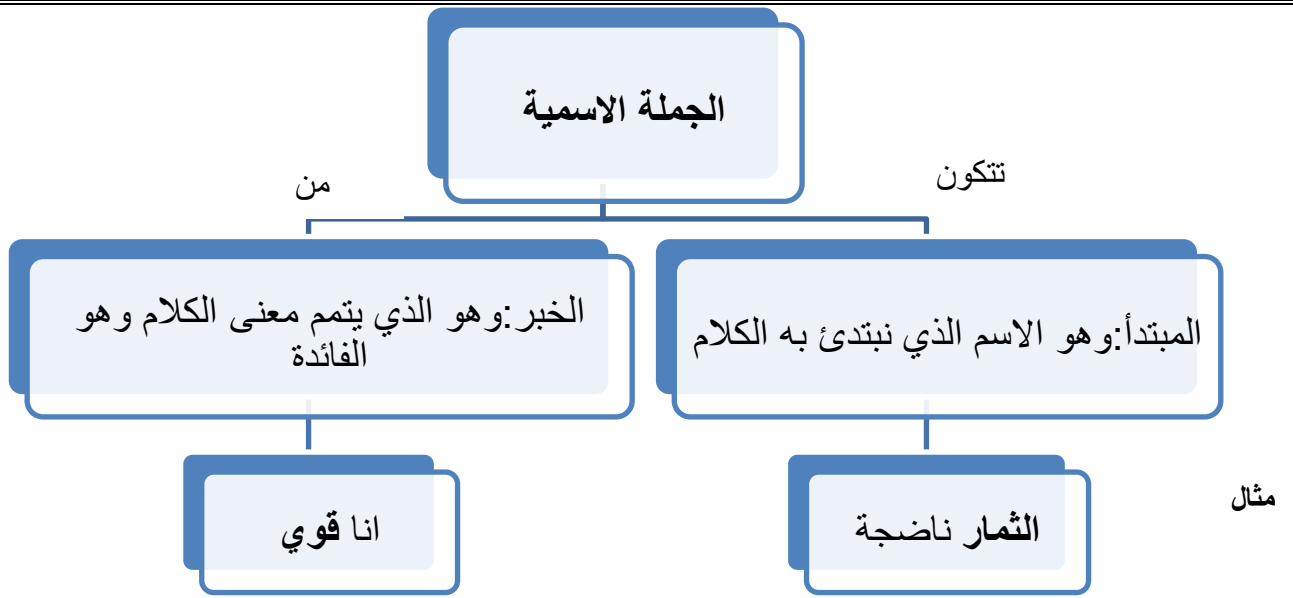 الجملة الاسمية
تتكون
من
المبتدأ:وهو الاسم الذي نبتدئ به الكلام
الخبر:وهو الذي يتمم معنى الكلام وهو
الفائدة
مثال
الثمار ناضجة
انا قوي